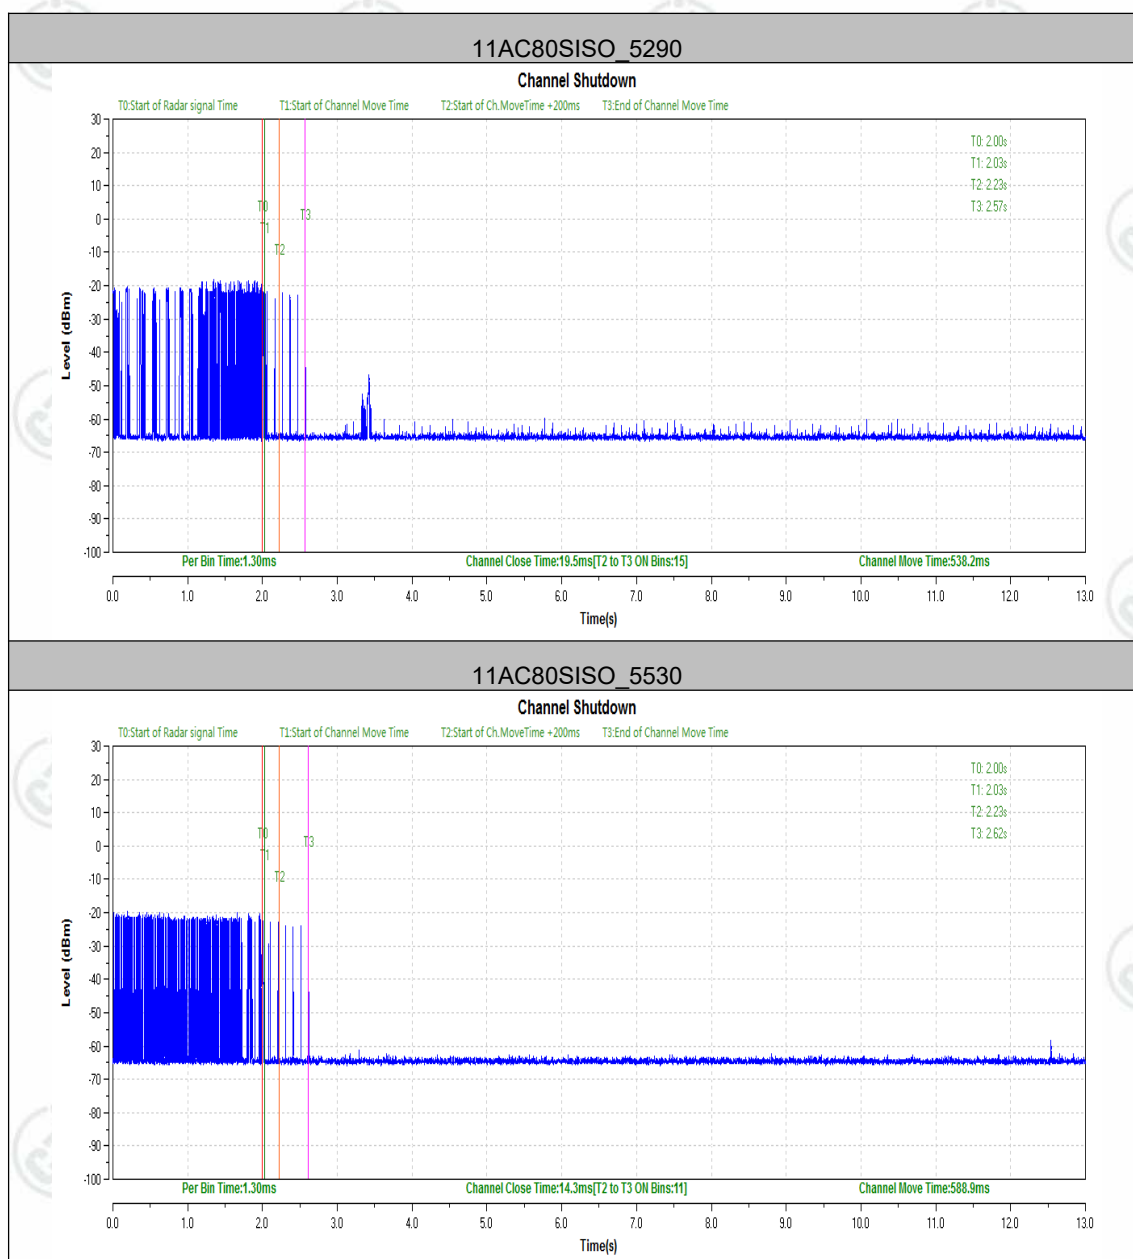 11AC80SISO_5290
Channel Shutdown
T0:Start of Radar signal Time T1:Start of Channel Move Time T2:Start of Ch.MoveTime +200ms T3:End of Channel Move Time
30
20
10
0
-10
-20
-30
-40
-50
-60
-70
-80
-90
-100
Level (dBm)
T0: 2.00s
T1: 2.03s
T2: 2.23s
T3: 2.57s
T0
T1
T2
T3
Per Bin Time:1.30ms Channel Close Time:19.5ms[T2 to T3 ON Bins:15] Channel Move Time:538.2ms
0.0 1.0 2.0 3.0 4.0 5.0 6.0 7.0 8.0 9.0 10.0 11.0 12.0 13.0
Time(s)
11AC80SISO_5530
Channel Shutdown
T0:Start of Radar signal Time T1:Start of Channel Move Time T2:Start of Ch.MoveTime +200ms T3:End of Channel Move Time
30
20
10
0
-10
-20
-30
-40
-50
-60
-70
-80
-90
-100
Level (dBm)
T0: 2.00s
T1: 2.03s
T2: 2.23s
T3: 2.62s
T0
T1
T2
T3
Per Bin Time:1.30ms Channel Close Time:14.3ms[T2 to T3 ON Bins:11] Channel Move Time:588.9ms
0.0 1.0 2.0 3.0 4.0 5.0 6.0 7.0 8.0 9.0 10.0 11.0 12.0 13.0
Time(s)